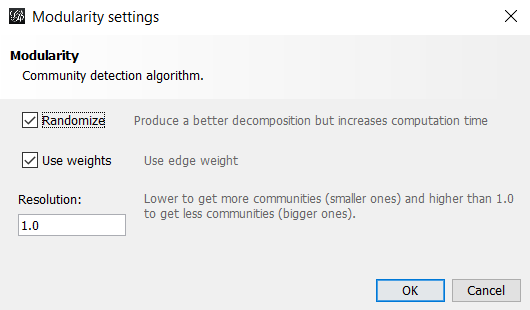 Modularity settings
Modularity
Community detection algorithm.
Randomize Produce a better decomposition but increases computation time
Use weights Use edge weight
Resolution: Lower to get more communities (smaller ones) and higher than 1.0
to get less communities (bigger ones).
1.0
OK Cancel